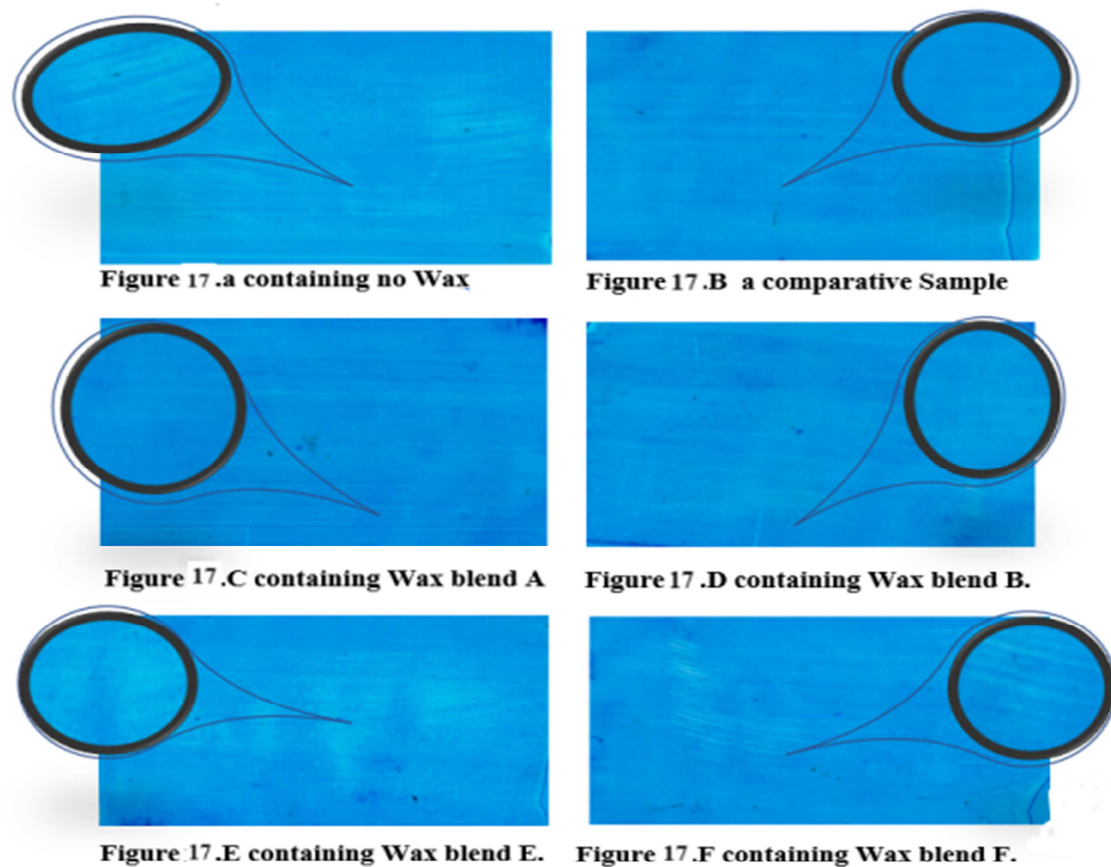 Figure 17.a containing no Wax
Figure 17.B a comparative Sample
Figure 17.C containing Wax blend A
Figure 17.D containing Wax blend B.
Figure 17.E containing Wax blend E.
Figure 17.F containing Wax blend F.